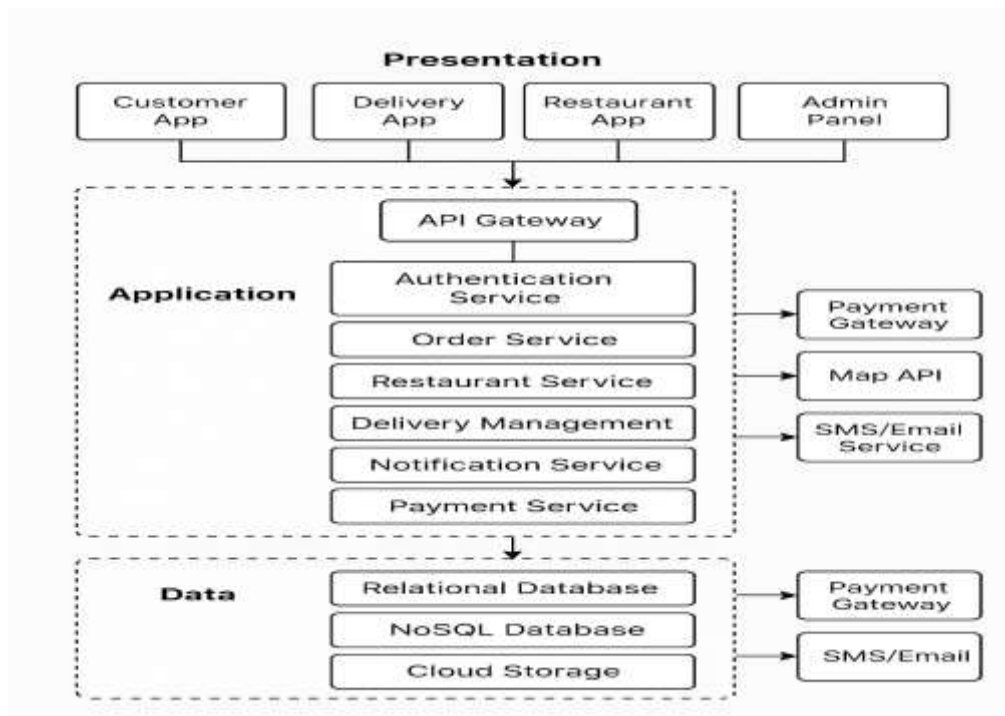 Presentation
Customer
App
Delivery
App
Restaurant
App
Admin
Panel
API Gateway
Application
Authentication
Service
Order Service
Restaurant Service
Delivery Management
Notification Service
Payment Service
Payment
Gateway
Map API
SMS/Email
Service
Data
Relational Database
NoSQL Database
Cloud Storage
Payment
Gateway
SMS/Email